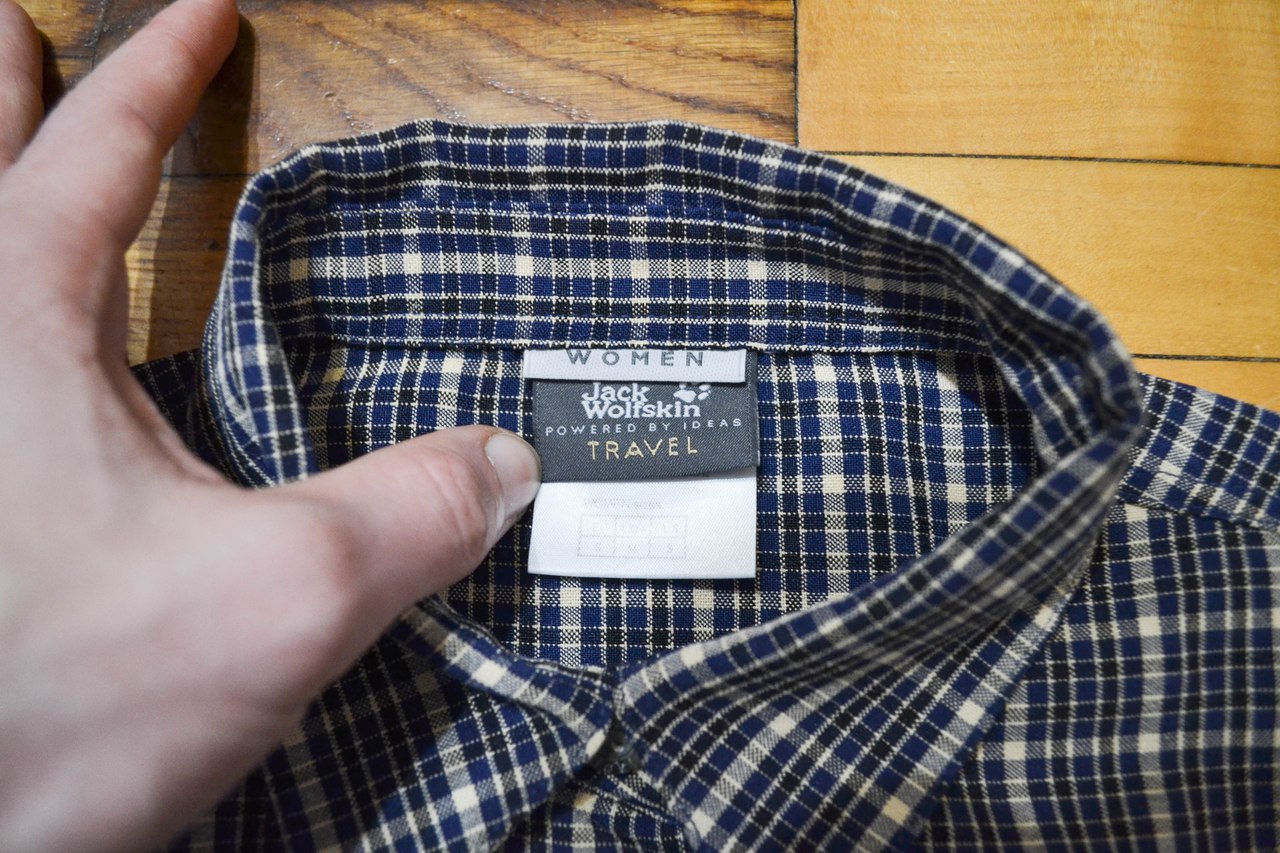 WOMEN
Jack
Wolfskin
POWERED BY IDEAS
TRAVEL
S M S